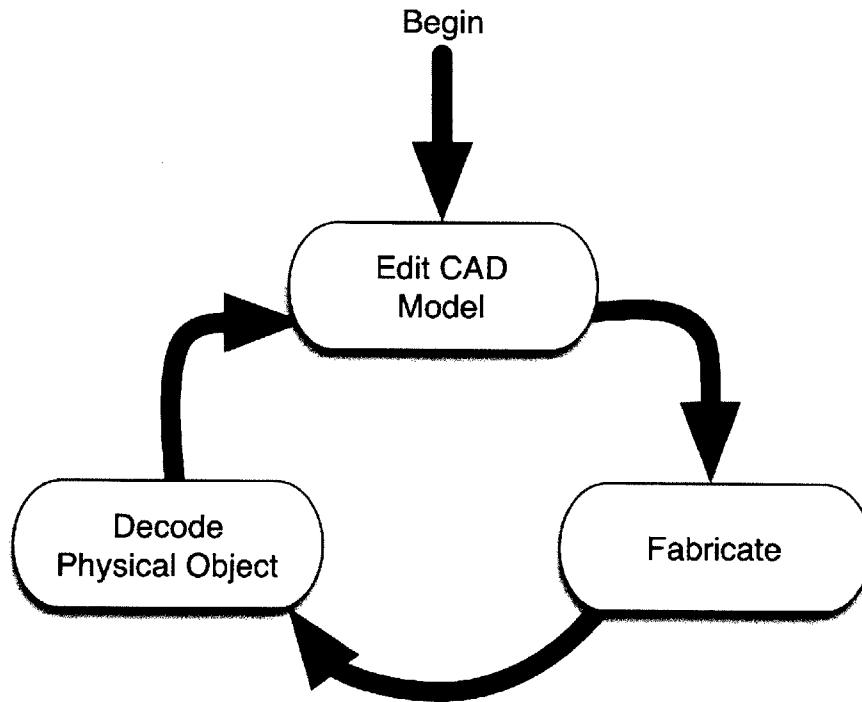 Begin
Edit CAD
Model
Decode
Physical Object
Fabricate